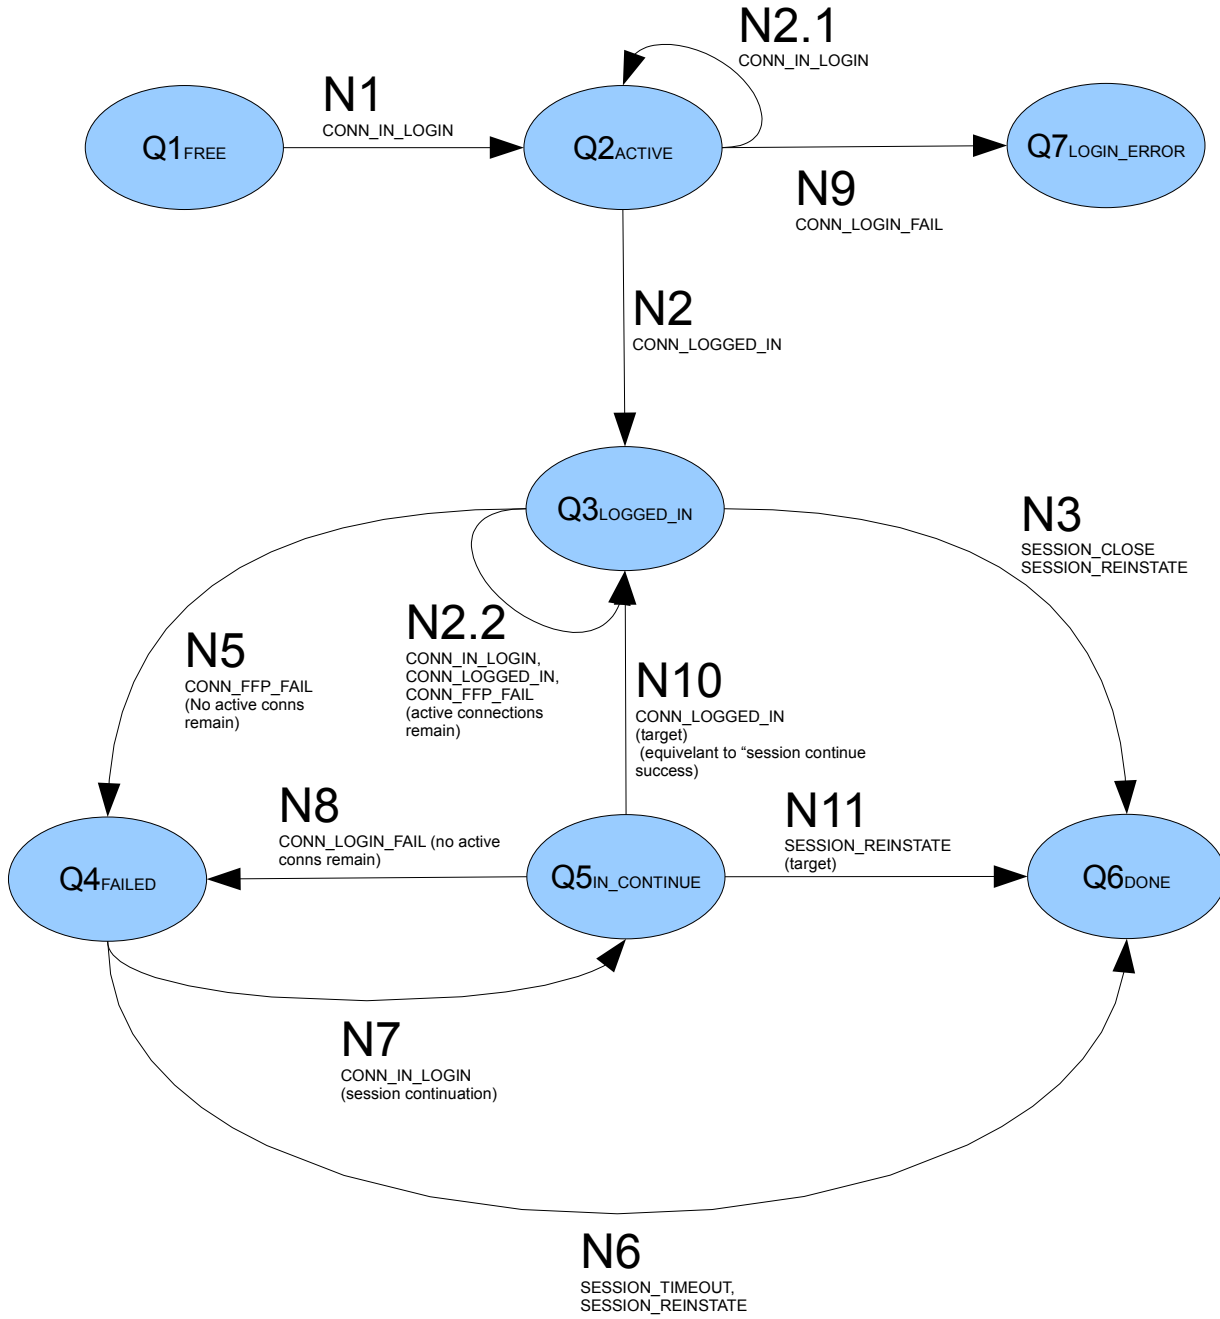 N2.1
CONN_IN_LOGIN
N1
CONN_IN_LOGIN
Q1FREE
Q2ACTIVE
Q7LOGIN_ERROR
N9
CONN_LOGIN_FAIL
N2
CONN_LOGGED_IN
Q3LOGGED_IN
N3
SESSION_CLOSE
SESSION_REINSTATE
N5
CONN_FFP_FAIL
(No active conns
remain)
N2.2
CONN_IN_LOGIN,
CONN_LOGGED_IN,
CONN_FFP_FAIL
(active connections
remain)
N10
CONN_LOGGED_IN
(target)
(equivelant to “session continue
success)
N8
CONN_LOGIN_FAIL (no active
conns remain)
N11
SESSION_REINSTATE
(target)
Q4FAILED
Q5IN_CONTINUE
Q6DONE
N7
CONN_IN_LOGIN
(session continuation)
N6
SESSION_TIMEOUT,
SESSION_REINSTATE